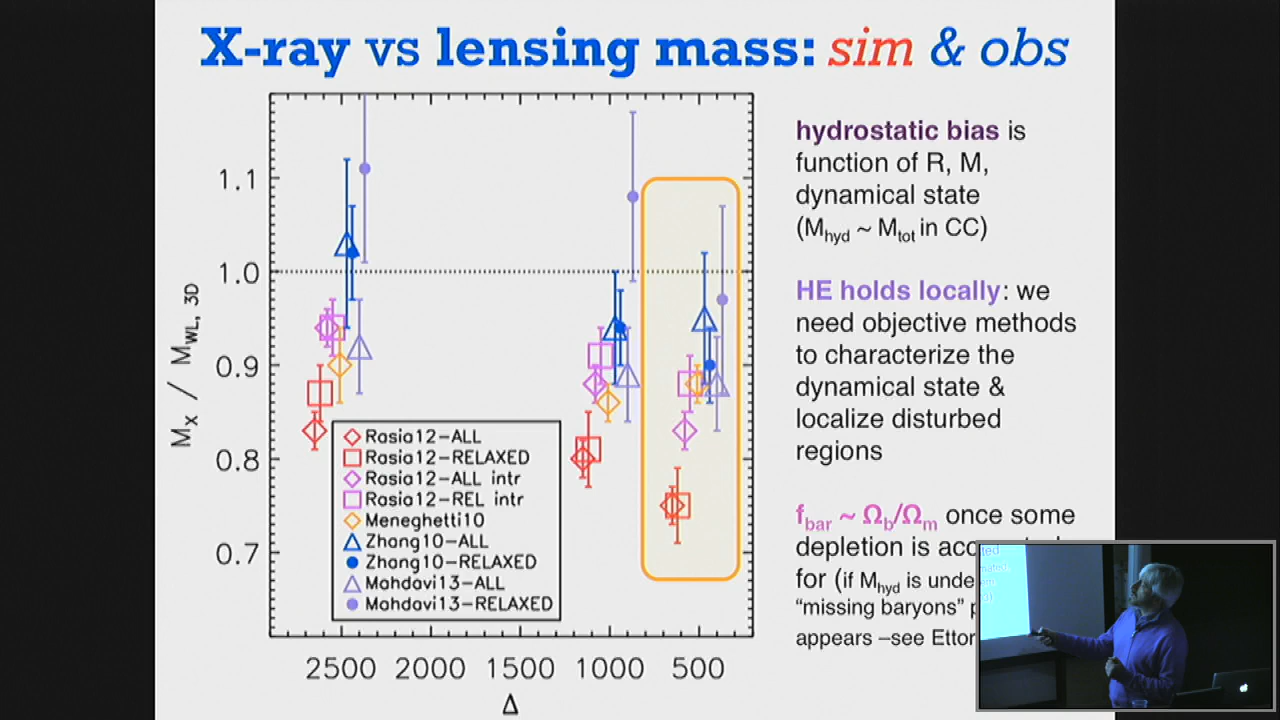 X-ray vs lensing mass: sim & obs
M_X / M_WL, 3D
1.1
1.0
0.9
0.8
0.7
Rasia12-ALL
Rasia12-RELAXED
Rasia12-ALL intr
Rasia12-REL intr
Meneghetti10
Zhang10-ALL
Zhang10-RELAXED
Mahdavi13-ALL
Mahdavi13-RELAXED
2500 2000 1500 1000 500
Δ
hydrostatic bias is
function of R, M,
dynamical state
(M_hyd ~ M_tot in CC)
HE holds locally: we
need objective methods
to characterize the
dynamical state &
localize disturbed
regions
f_bar ~ Ω_b/Ω_m once some
depletion is
for (if M_hyd is
"missing baryons"
appears –see